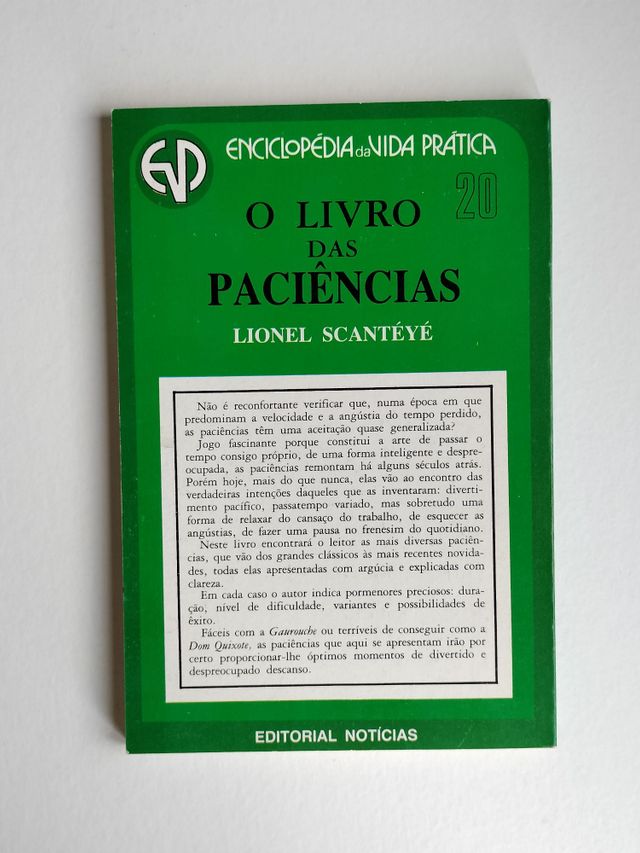 EVP
ENCICLOPÉDIA da VIDA PRÁTICA
20
O LIVRO
DAS
PACIÊNCIAS
LIONEL SCANTÉYÉ
Não é reconfortante verificar que, numa época em que
predominam a velocidade e a angústia do tempo perdido,
as paciências têm uma aceitação quase generalizada?
Jogo fascinante porque constitui a arte de passar o
tempo consigo próprio, de uma forma inteligente e despre-
ocupada, as paciências remontam há alguns séculos atrás.
Porém hoje, mais do que nunca, elas vão ao encontro das
verdadeiras intenções daqueles que as inventaram: diverti-
mento pacífico, passatempo variado, mas sobretudo uma
forma de relaxar do cansaço do trabalho, de esquecer as
angústias, de fazer uma pausa no frenesim do quotidiano.
Neste livro encontrará o leitor as mais diversas paciên-
cias, que vão dos grandes clássicos às mais recentes novida-
des, todas elas apresentadas com argúcia e explicadas com
clareza.
Em cada caso o autor indica pormenores preciosos: dura-
ção, nível de dificuldade, variantes e possibilidades de
êxito.
Fáceis com a Gaurouche ou terríveis de conseguir como a
Dom Quixote, as paciências que aqui se apresentam irão por
certo proporcionar-lhe óptimos momentos de divertido e
despreocupado descanso.
EDITORIAL NOTÍCIAS